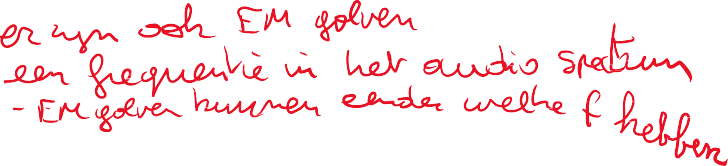 er zijn ook EM golven
een frequentie in het audio spectrum
- EM golven kunnen eender welke f hebben